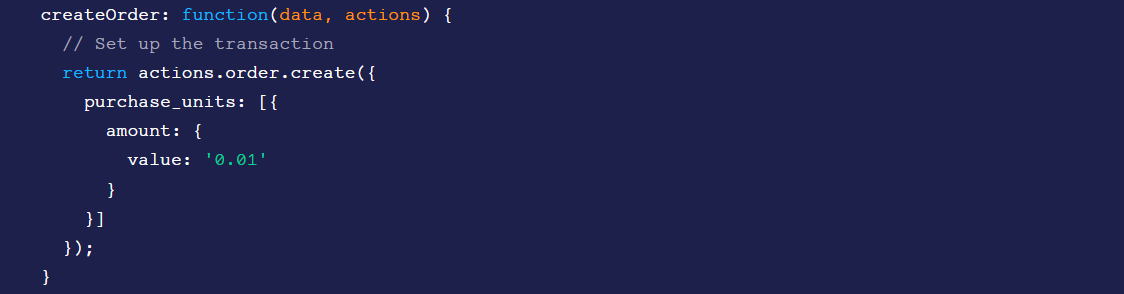 createOrder: function(data, actions) {
// Set up the transaction
return actions.order.create({
purchase_units: [{
amount: {
value: '0.01'
}
}]
});
}